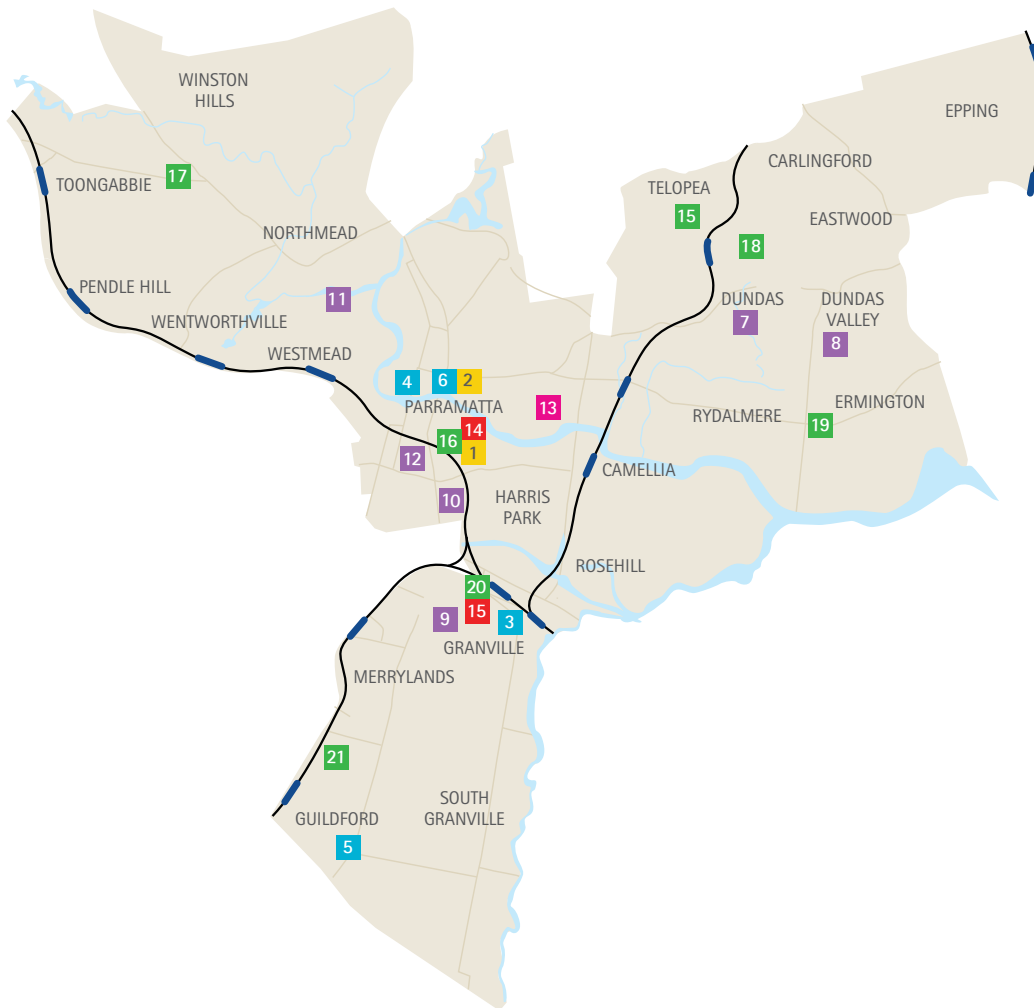 WINSTON
HILLS
EPPING
CARLINGFORD
17
TOONGABBIE
TELOPEA
15
EASTWOOD
NORTHMEAD
18
PENDLE HILL
11
DUNDAS
7
DUNDAS
VALLEY
8
WENTWORTHVILLE
WESTMEAD
4
6
2
PARRAMATTA
13
ERMINGTON
RYDALMERE
19
14
16
1
12
CAMELLIA
10
HARRIS
PARK
ROSEHILL
20
15
9
3
GRANVILLE
MERRYLANDS
21
SOUTH
GRANVILLE
GUILDFORD
5